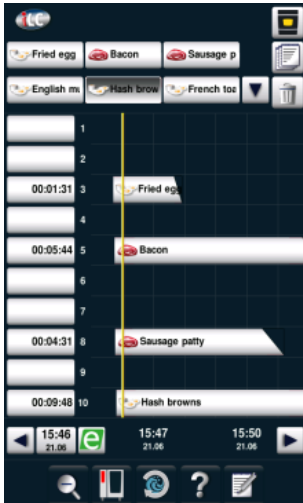 iLC
Fried egg Bacon Sausage p
English mu Hash brow French toa
1
2
00:01:31 3 Fried egg
4
00:05:44 5 Bacon
6
7
00:04:31 8 Sausage patty
9
00:09:48 10 Hash browns
15:46 15:47 15:50
21.06 21.06 21.06
?